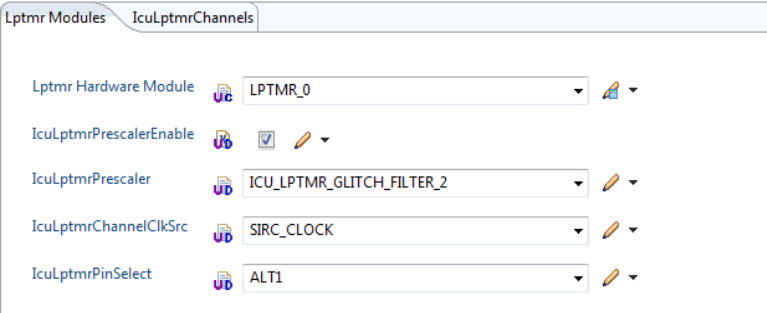 Lptmr Modules IcuLptmrChannels
Lptmr Hardware Module LPTMR_0
IcuLptmrPrescalerEnable
IcuLptmrPrescaler ICU_LPTMR_GLITCH_FILTER_2
IcuLptmrChannelClkSrc SIRC_CLOCK
IcuLptmrPinSelect ALT1